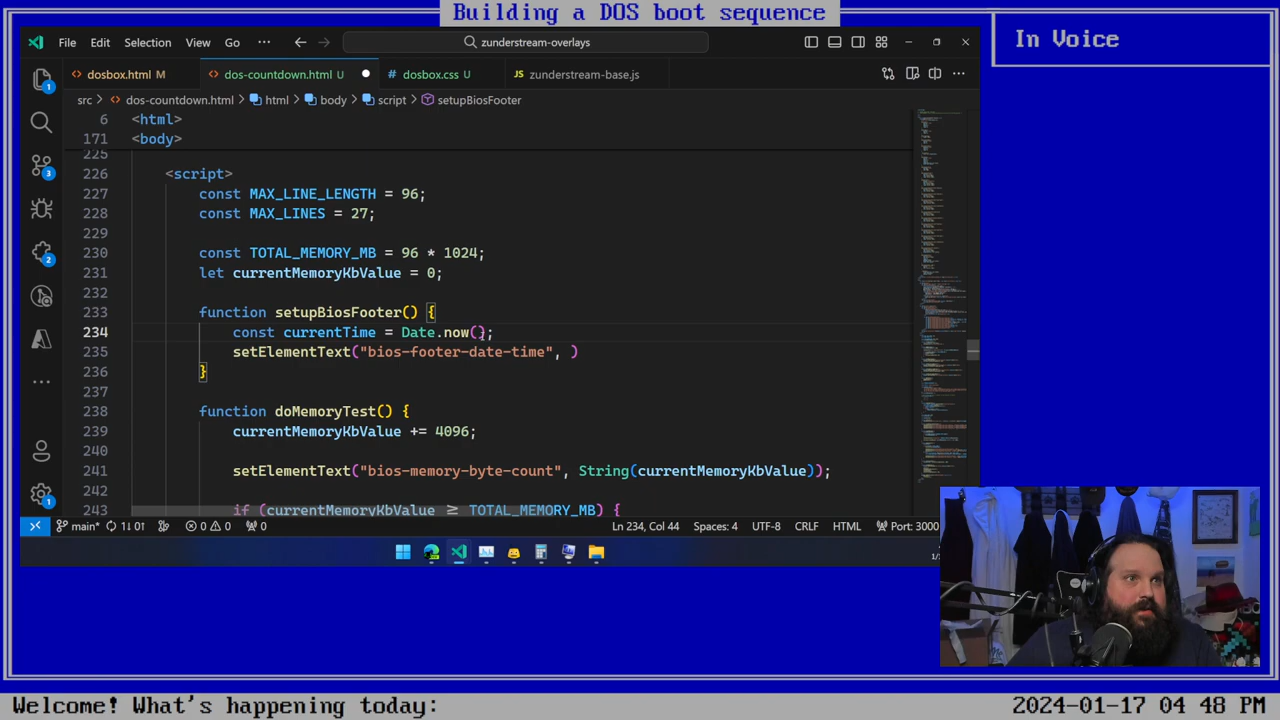 Building a DOS boot sequence
In Voice
File Edit Selection View Go ··· zunderstream-overlays
dosbox.html M dos-countdown.html U dosbox.css U zunderstream-base.js
src > dos-countdown.html > html > body > script > setupBiosFooter
6 <html>
171 <body>
225
226 <script>
227 const MAX_LINE_LENGTH = 96;
228 const MAX_LINES = 27;
230 const TOTAL_MEMORY_MB = 96 * 1024;
231 let currentMemoryKbValue = 0;
232
233 function setupBiosFooter() {
234 const currentTime = Date.now();
235 setElementText("bios-footer-date-time", )
236 }
237
238 function doMemoryTest() {
239 currentMemoryKbValue += 4096;
240
241 setElementText("bios-memory-byte-count", String(currentMemoryKbValue));
242
243 if (currentMemoryKbValue ≥ TOTAL_MEMORY_MB) {
main* 1↓ 0↑ 0 0 0 Ln 234, Col 44 Spaces: 4 UTF-8 CRLF HTML Port: 3000
Welcome! What's happening today: 2024-01-17 04 48 PM